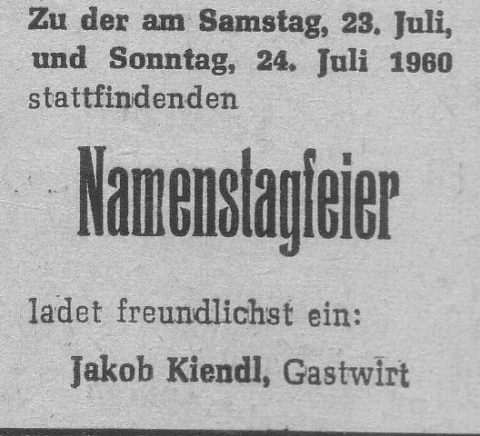 Zu der am Samstag, 23. Juli,
und Sonntag, 24. Juli 1960
stattfindenden
Namenstagfeier
ladet freundlichst ein:
Jakob Kiendl, Gastwirt